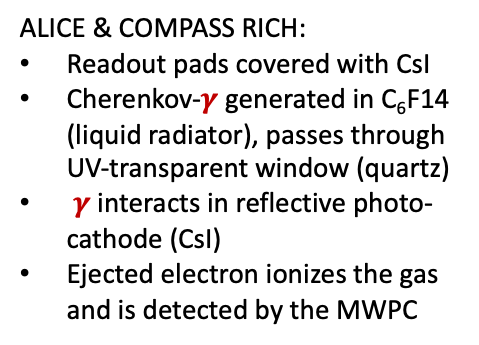 ALICE & COMPASS RICH:
• Readout pads covered with CsI
• Cherenkov-γ generated in C₆F14
(liquid radiator), passes through
UV-transparent window (quartz)
• γ interacts in reflective photo-
cathode (CsI)
• Ejected electron ionizes the gas
and is detected by the MWPC